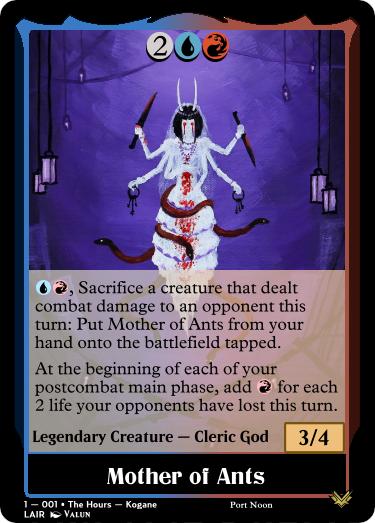 2
, Sacrifice a creature that dealt
combat damage to an opponent this
turn: Put Mother of Ants from your
hand onto the battlefield tapped.
At the beginning of each of your
postcombat main phase, add for each
2 life your opponents have lost this turn.
Legendary Creature — Cleric God 3/4
Mother of Ants
1 — 001 • The Hours — Kogane Port Noon
LAIR Valun